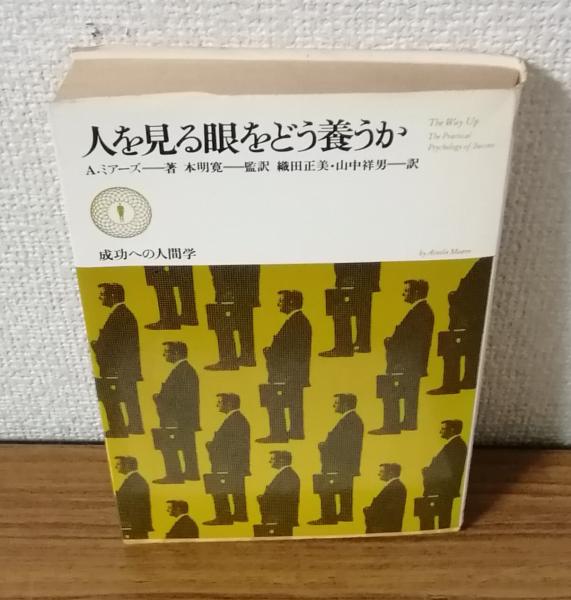 人を見る眼をどう養うか
The Way Up
The Practical
Psychology of Success
A.ミアーズ——著 本明寛——監訳 織田正美・山中祥男——訳
成功への人間学
by Ainslie Meares